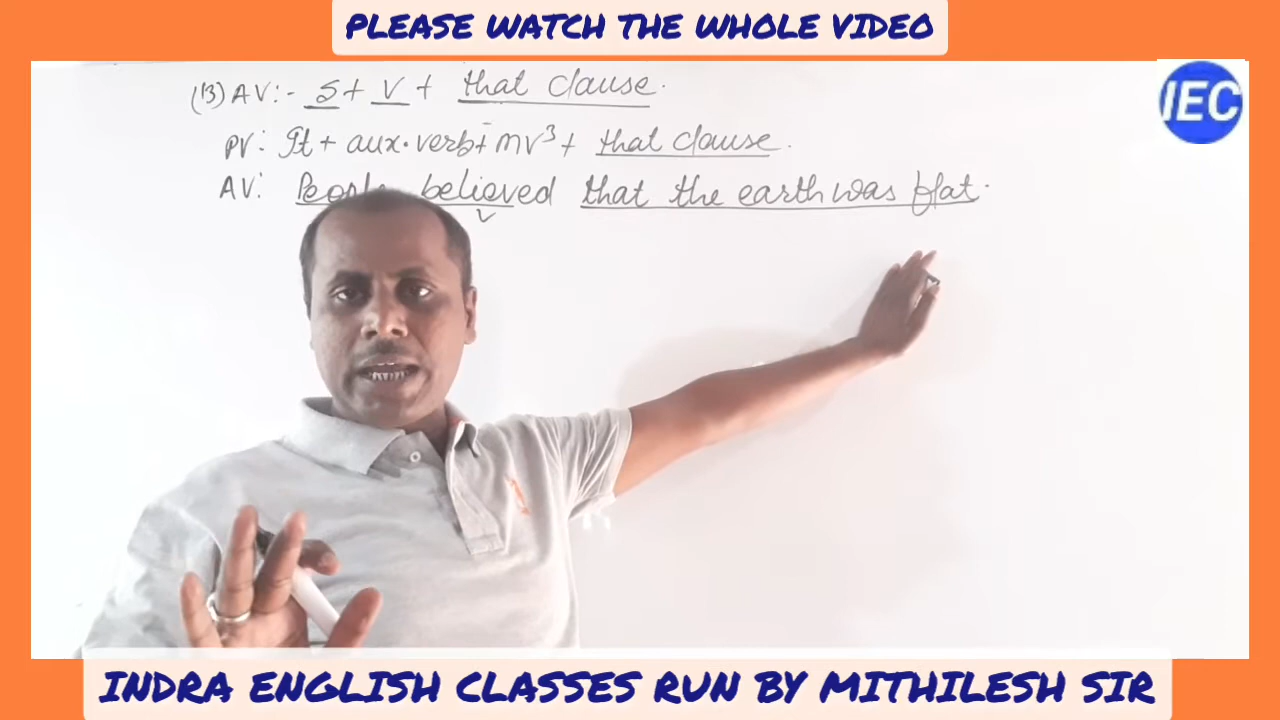 PLEASE WATCH THE WHOLE VIDEO
IEC
(13) AV:- S + V + that clause.
PV: It + aux. verb + mv³ + that clause.
AV: People believed that the earth was flat.
V
INDRA ENGLISH CLASSES RUN BY MITHILESH SIR